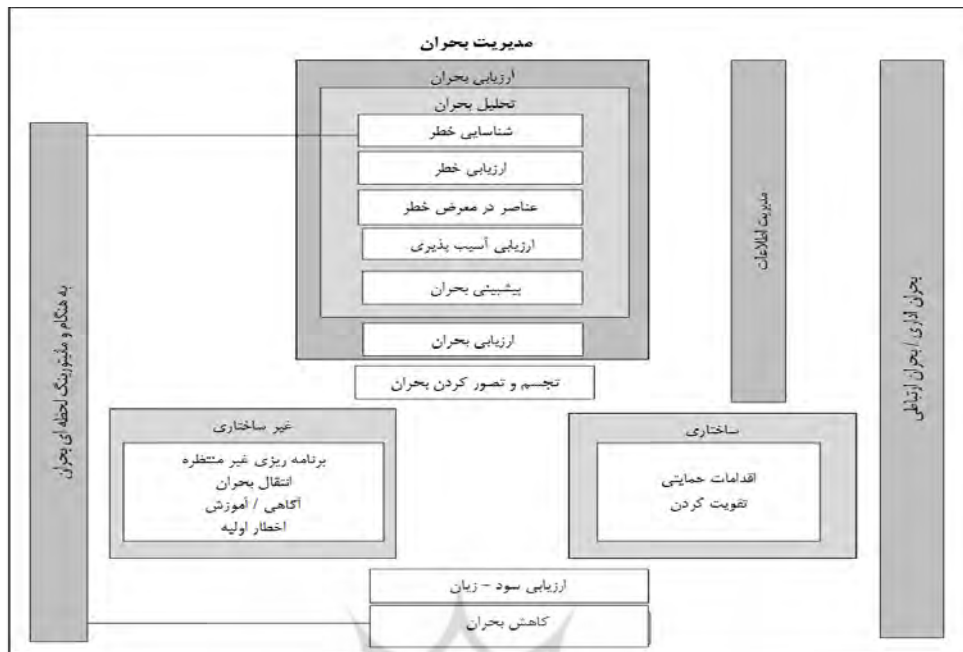 مدیریت بحران
ارزیابی بحران
تحلیل بحران
شناسایی خطر
ارزیابی خطر
عناصر در معرض خطر
ارزیابی آسیب پذیری
پیشبینی بحران
ارزیابی بحران
تجسم و تصور کردن بحران
مدیریت اطلاعات
بحران اداری / بحران ارتباطی
به هنگام و مانیتورینگ لحظه ای بحران
ساختاری
اقدامات حمایتی
تقویت کردن
غیر ساختاری
برنامه ریزی غیر منتظره
انتقال بحران
آگاهی / آموزش
اخطار اولیه
ارزیابی سود – زیان
کاهش بحران